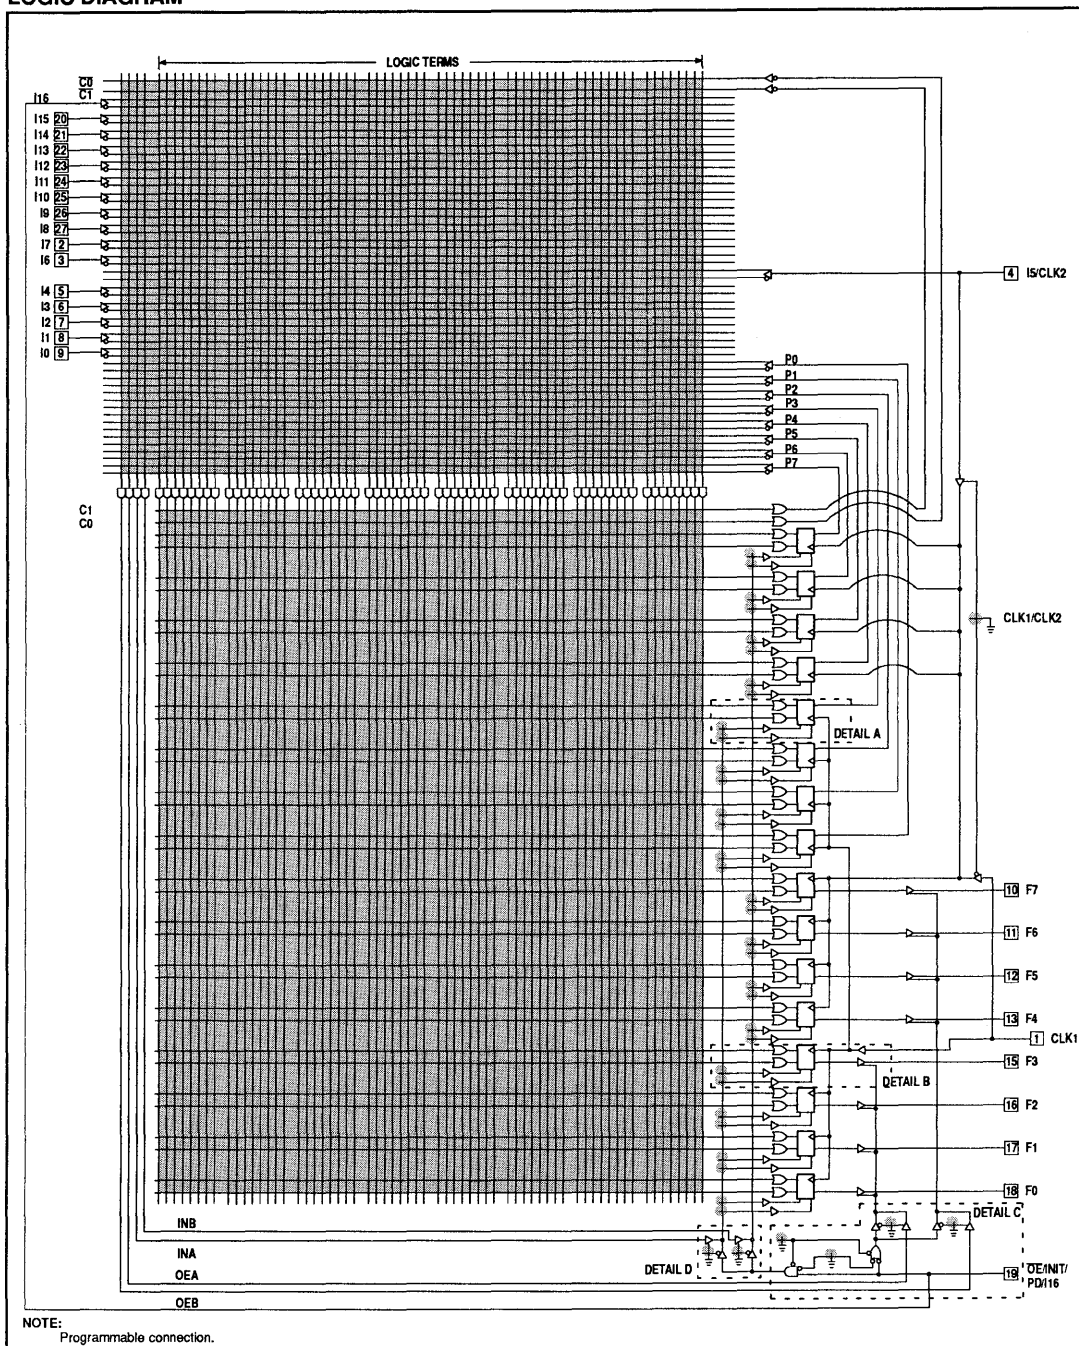 LOGIC DIAGRAM
LOGIC TERMS
C0
C1
I16
I15 20
I14 21
I13 22
I12 23
I11 24
I10 25
I9 26
I8 27
I7 2
I6 3
4 I5/CLK2
I4 5
I3 6
I2 7
I1 8
I0 9
P0
P1
P2
P3
P4
P5
P6
P7
C1
C0
CLK1/CLK2
DETAIL A
10 F7
11 F6
12 F5
13 F4
1 CLK1
15 F3
DETAIL B
16 F2
17 F1
18 F0
DETAIL C
INB
INA
DETAIL D
OEA
19 OE/INIT/
PD/I16
OEB
NOTE:
Programmable connection.